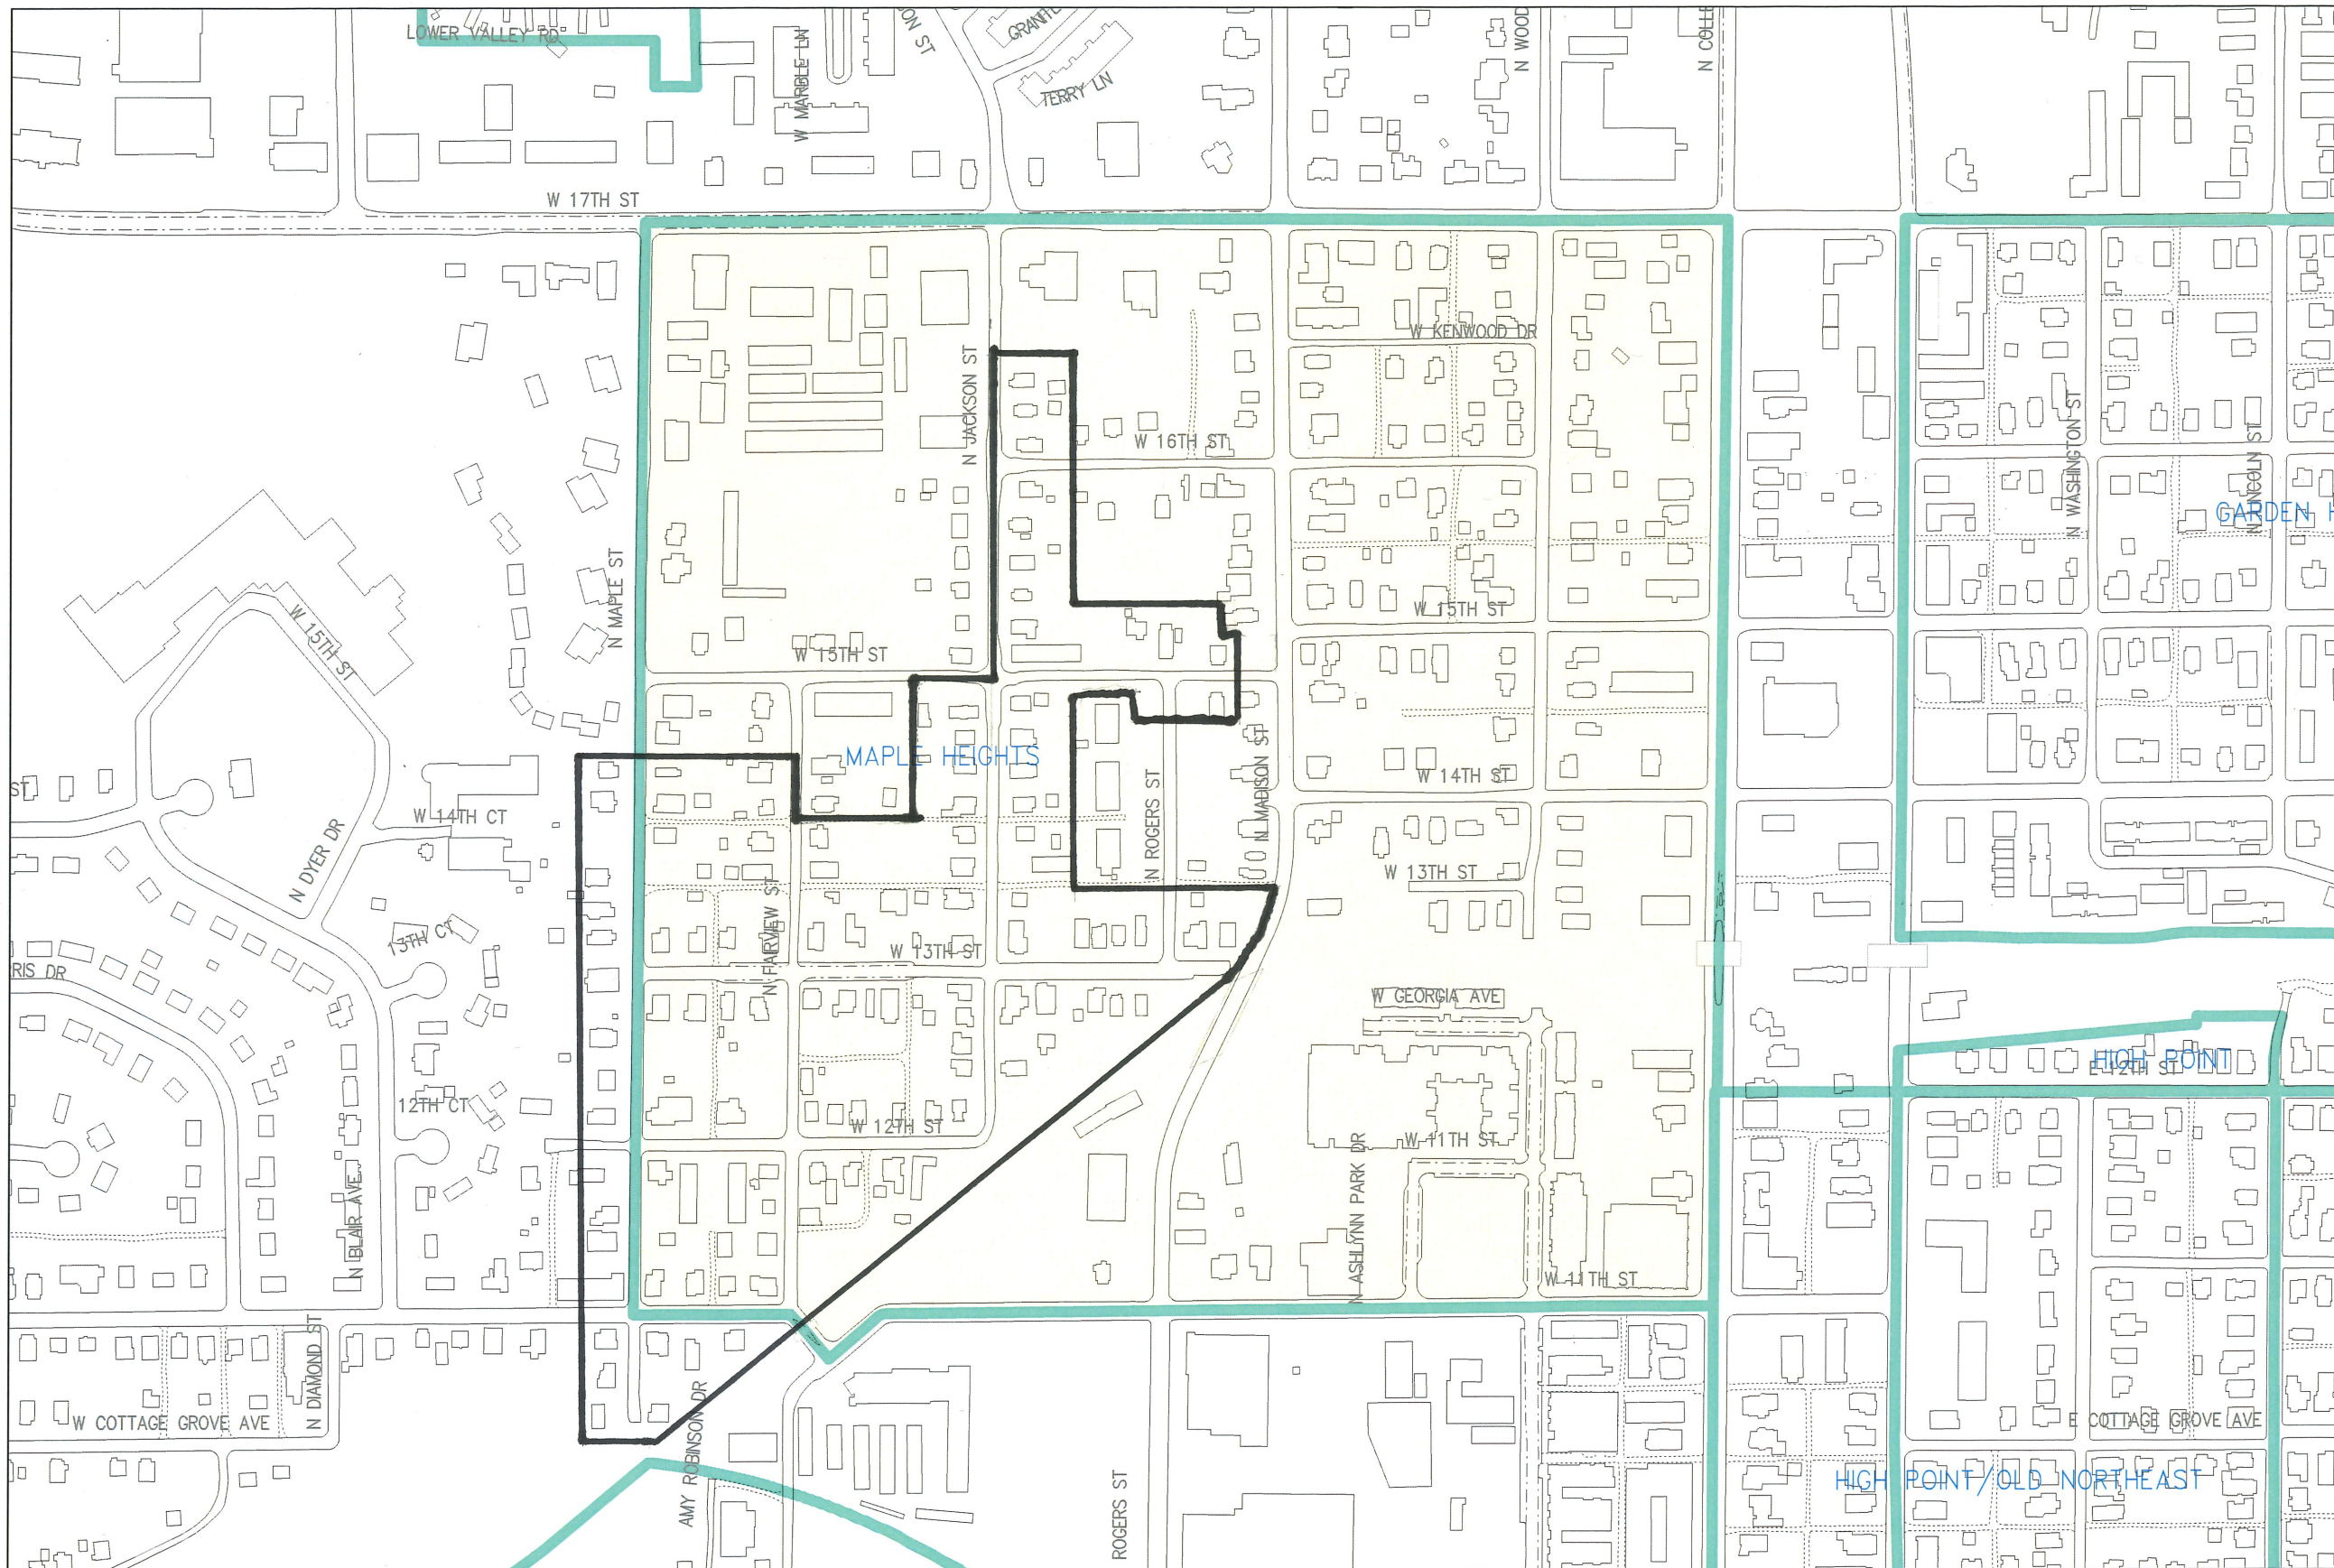 LOWER VALLEY RD
W MARBLE LN
ON ST
GRANITE
TERRY LN
N WOOD
N COLLE
W 17TH ST
W KENWOOD DR
N JACKSON ST
W 16TH ST
N WASHINGTON ST
N LINCOLN ST
GARDEN H
N MAPLE ST
W 15TH ST
W 15TH ST
W 15TH ST
MAPLE HEIGHTS
N MADISON ST
W 14TH ST
ST
W 14TH CT
N ROGERS ST
N DYER DR
W 13TH ST
N FAIRVIEW ST
13TH CT
W 13TH ST
RIS DR
W GEORGIA AVE
HIGH POINT
E 12TH ST
12TH CT
W 12TH ST
W 11TH ST
N ASHLYNN PARK DR
N BLAIR AVE
W 11TH ST
N DIAMOND ST
W COTTAGE GROVE AVE
AMY ROBINSON DR
E COTTAGE GROVE AVE
HIGH POINT/OLD NORTHEAST
ROGERS ST